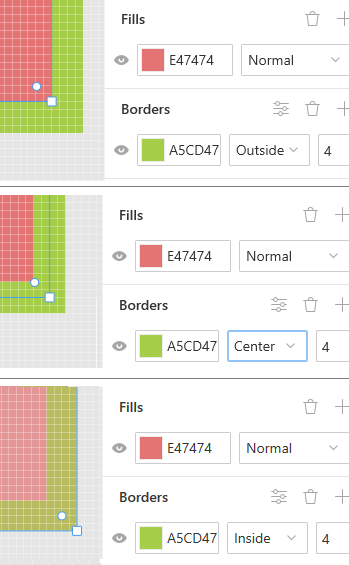 Fills
E47474 Normal
Borders
A5CD47 Outside 4
Fills
E47474 Normal
Borders
A5CD47 Center 4
Fills
E47474 Normal
Borders
A5CD47 Inside 4